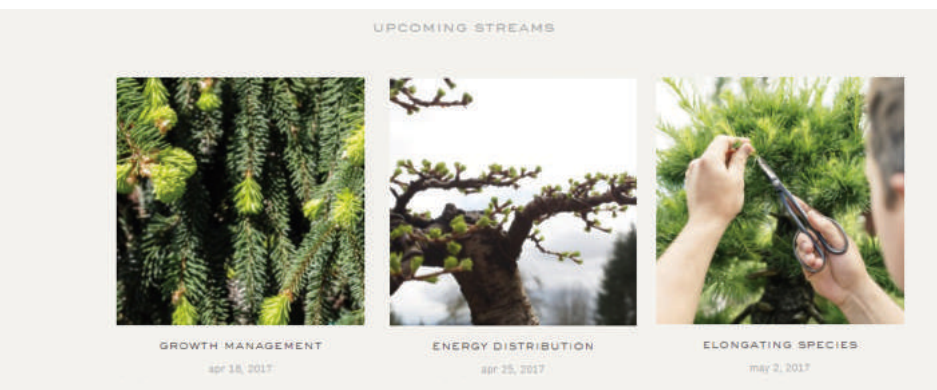 UPCOMING STREAMS
GROWTH MANAGEMENT
apr 18, 2017
ENERGY DISTRIBUTION
apr 25, 2017
ELONGATING SPECIES
may 2, 2017